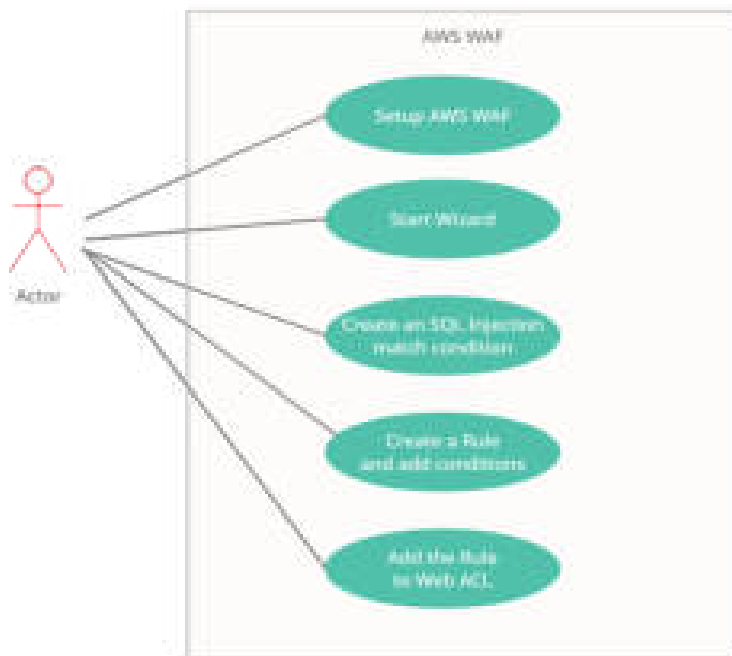 AWS WAF
Setup AWS WAF
Start Wizard
Actor
Create an SQL Injection
match condition
Create a Rule
and add conditions
Add the Rule
to Web ACL